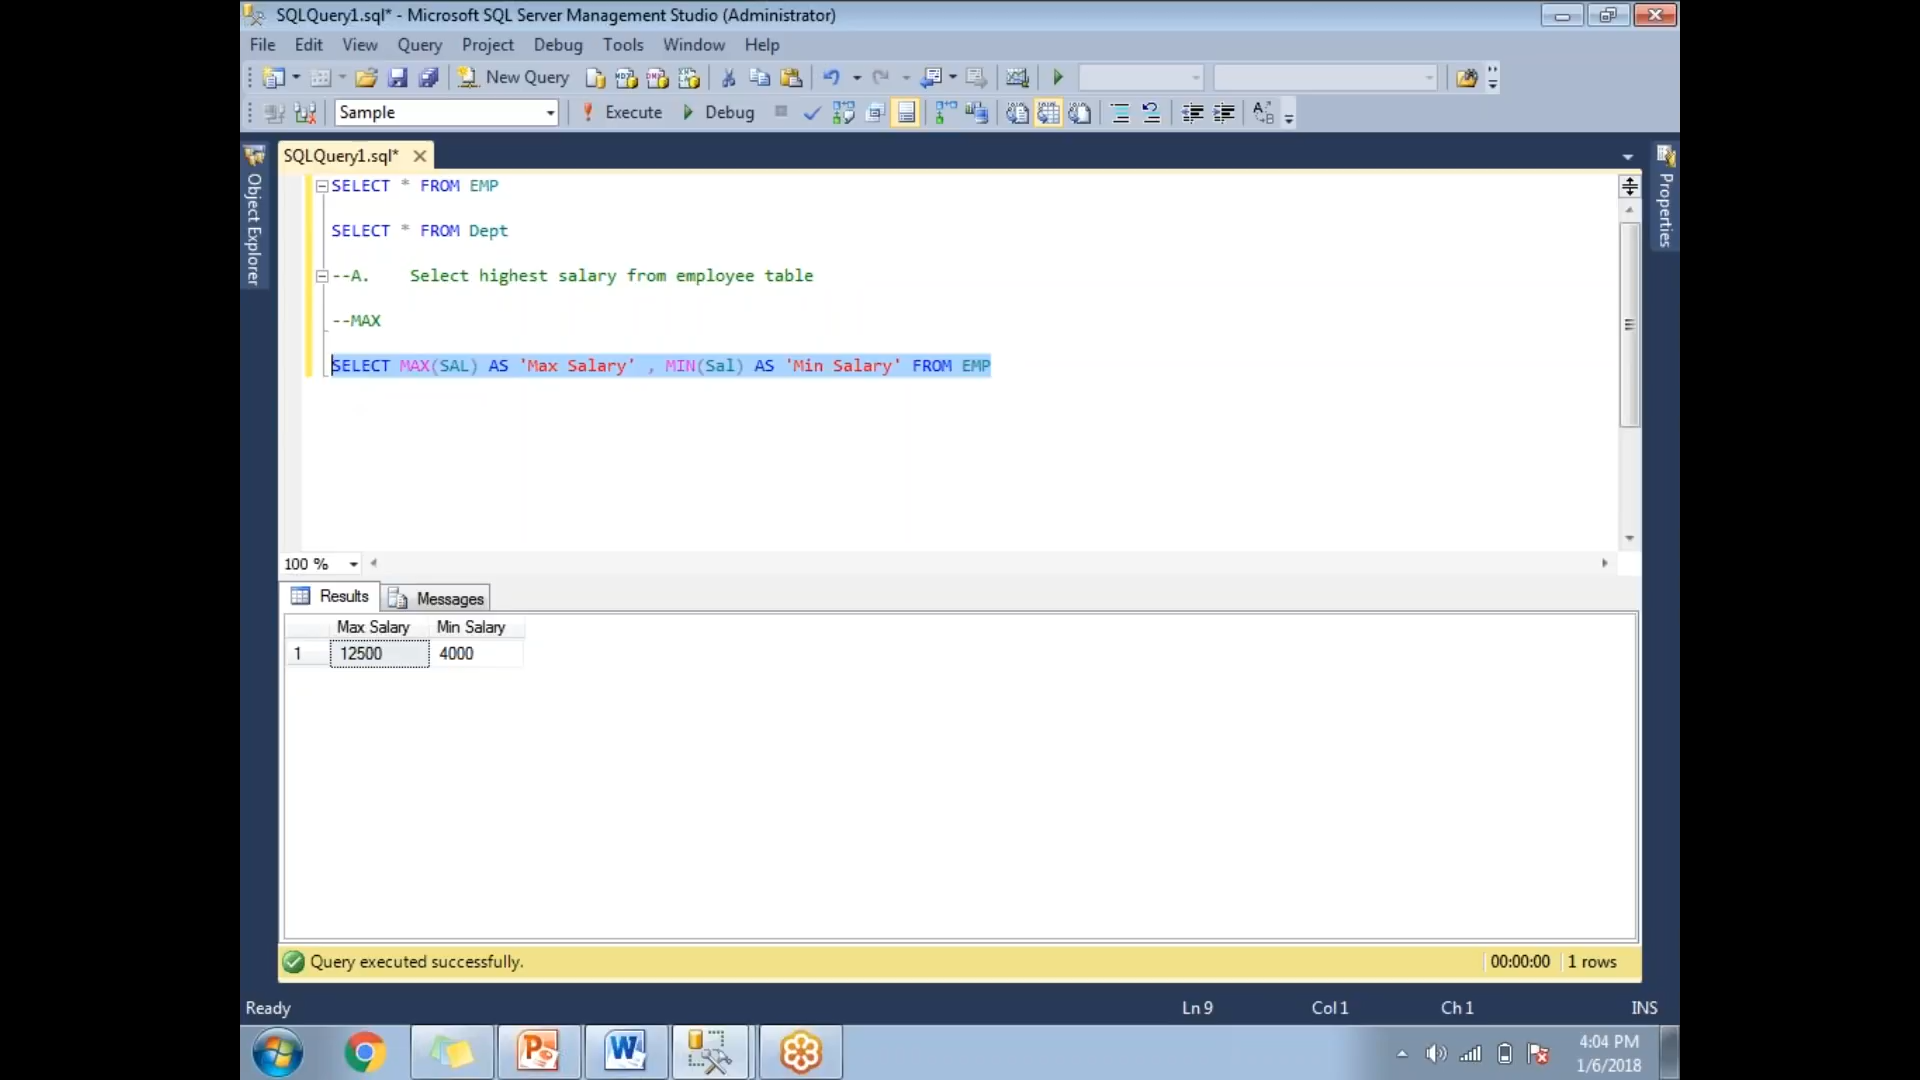 SQLQuery1.sql* - Microsoft SQL Server Management Studio (Administrator)
File Edit View Query Project Debug Tools Window Help
New Query
Sample Execute Debug
SQLQuery1.sql*
Object Explorer
Properties
SELECT * FROM EMP
SELECT * FROM Dept
--A. Select highest salary from employee table
--MAX
SELECT MAX(SAL) AS 'Max Salary' , MIN(Sal) AS 'Min Salary' FROM EMP
100 %
Results Messages
Max Salary Min Salary
1 12500 4000
Query executed successfully. 00:00:00 1 rows
Ready Ln 9 Col 1 Ch 1 INS
4:04 PM
1/6/2018